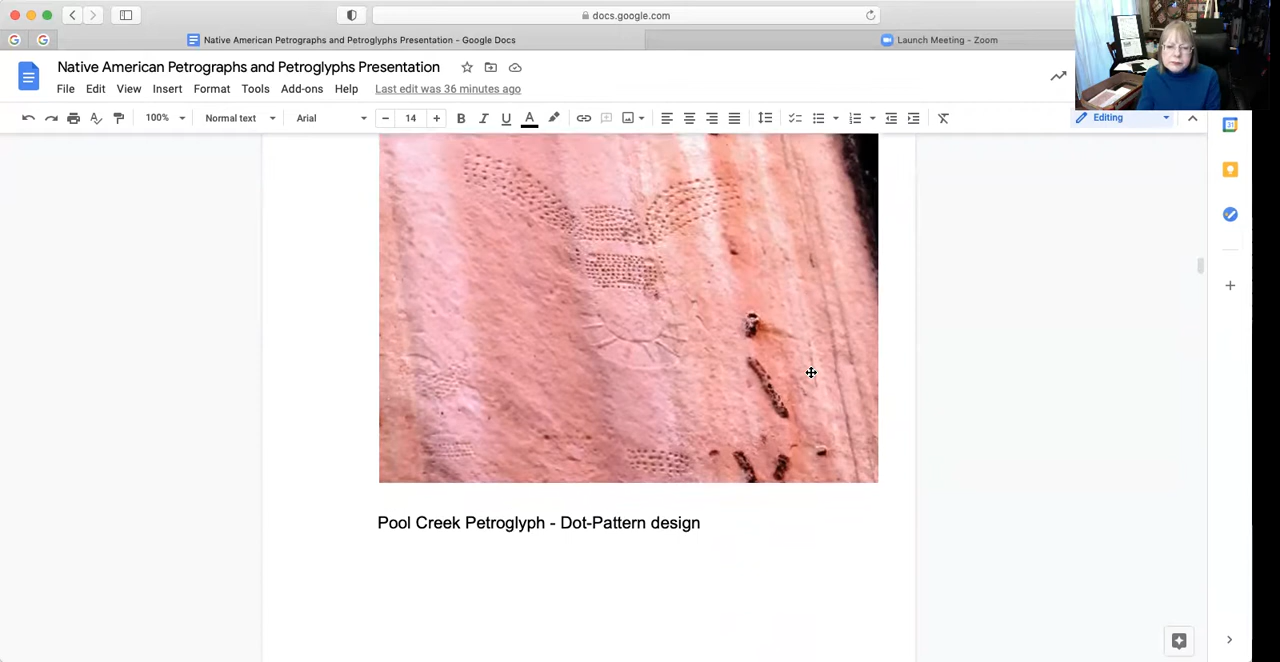 docs.google.com
Native American Petrographs and Petroglyphs Presentation - Google Docs
Launch Meeting - Zoom
Native American Petrographs and Petroglyphs Presentation
File Edit View Insert Format Tools Add-ons Help Last edit was 36 minutes ago
100% Normal text Arial 14 B I U A Editing
31
Pool Creek Petroglyph - Dot-Pattern design